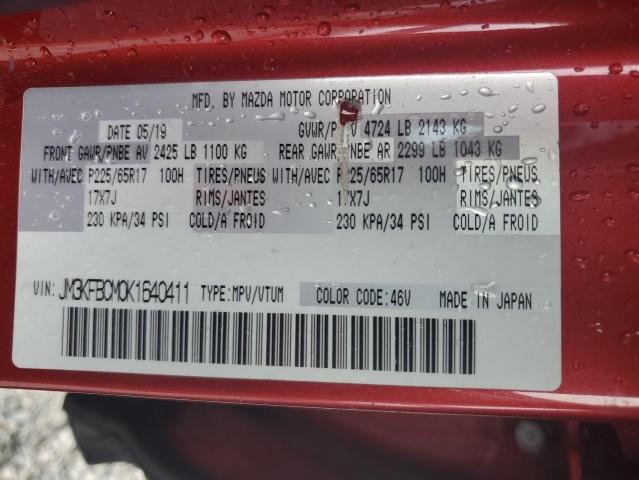 MFD. BY MAZDA MOTOR CORPORATION
DATE 05/19 GVWR/P V 4724 LB 2143 KG
FRONT GAWR/PNBE AV 2425 LB 1100 KG REAR GAWR/PNBE AR 2299 LB 1043 KG
WITH/AVEC P225/65R17 100H TIRES/PNEUS WITH/AVEC P225/65R17 100H TIRES/PNEUS
17X7J RIMS/JANTES 17X7J RIMS/JANTES
230 KPA/34 PSI COLD/A FROID 230 KPA/34 PSI COLD/A FROID
VIN: JM3KFBCM0K1640411 TYPE:MPV/VTUM COLOR CODE:46V MADE IN JAPAN